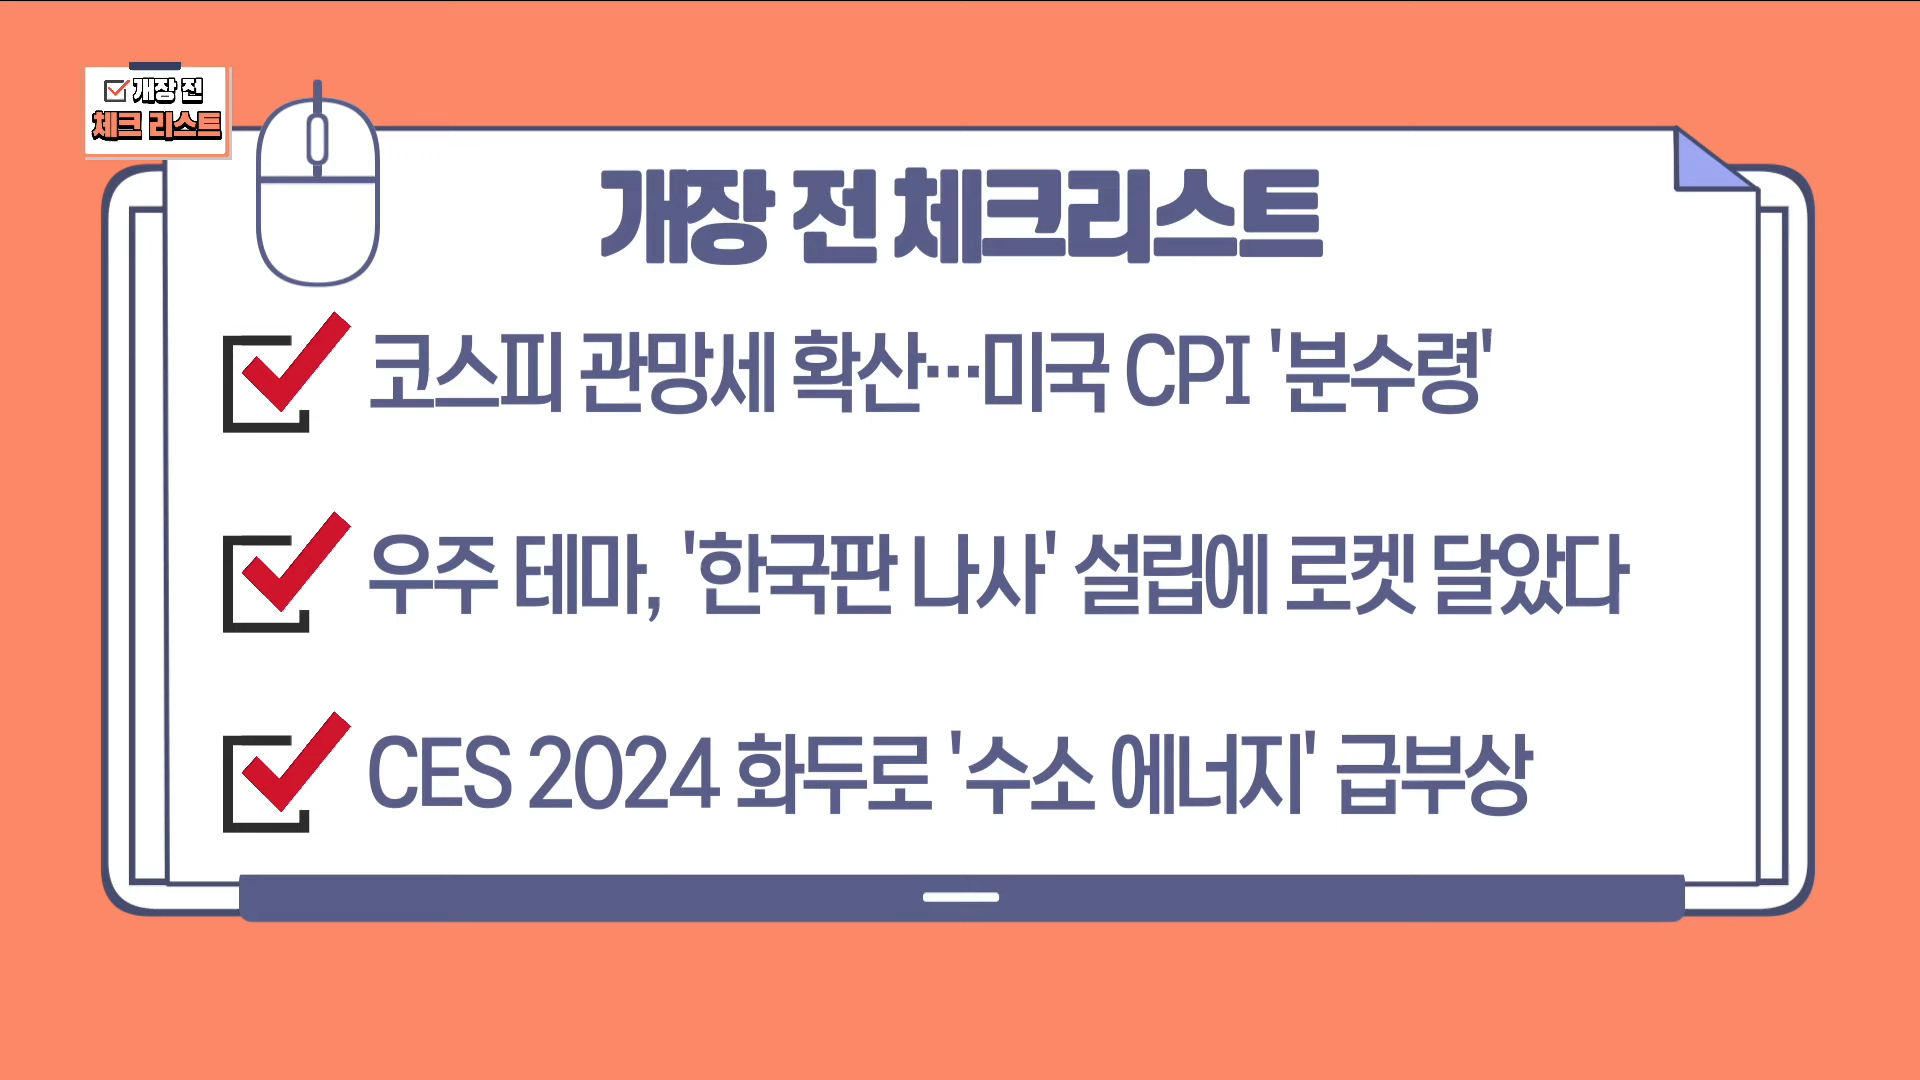 개장 전
체크 리스트
개장 전 체크리스트
코스피 관망세 확산…미국 CPI '분수령'
우주 테마, '한국판 나사' 설립에 로켓 달았다
CES 2024 화두로 '수소 에너지' 급부상